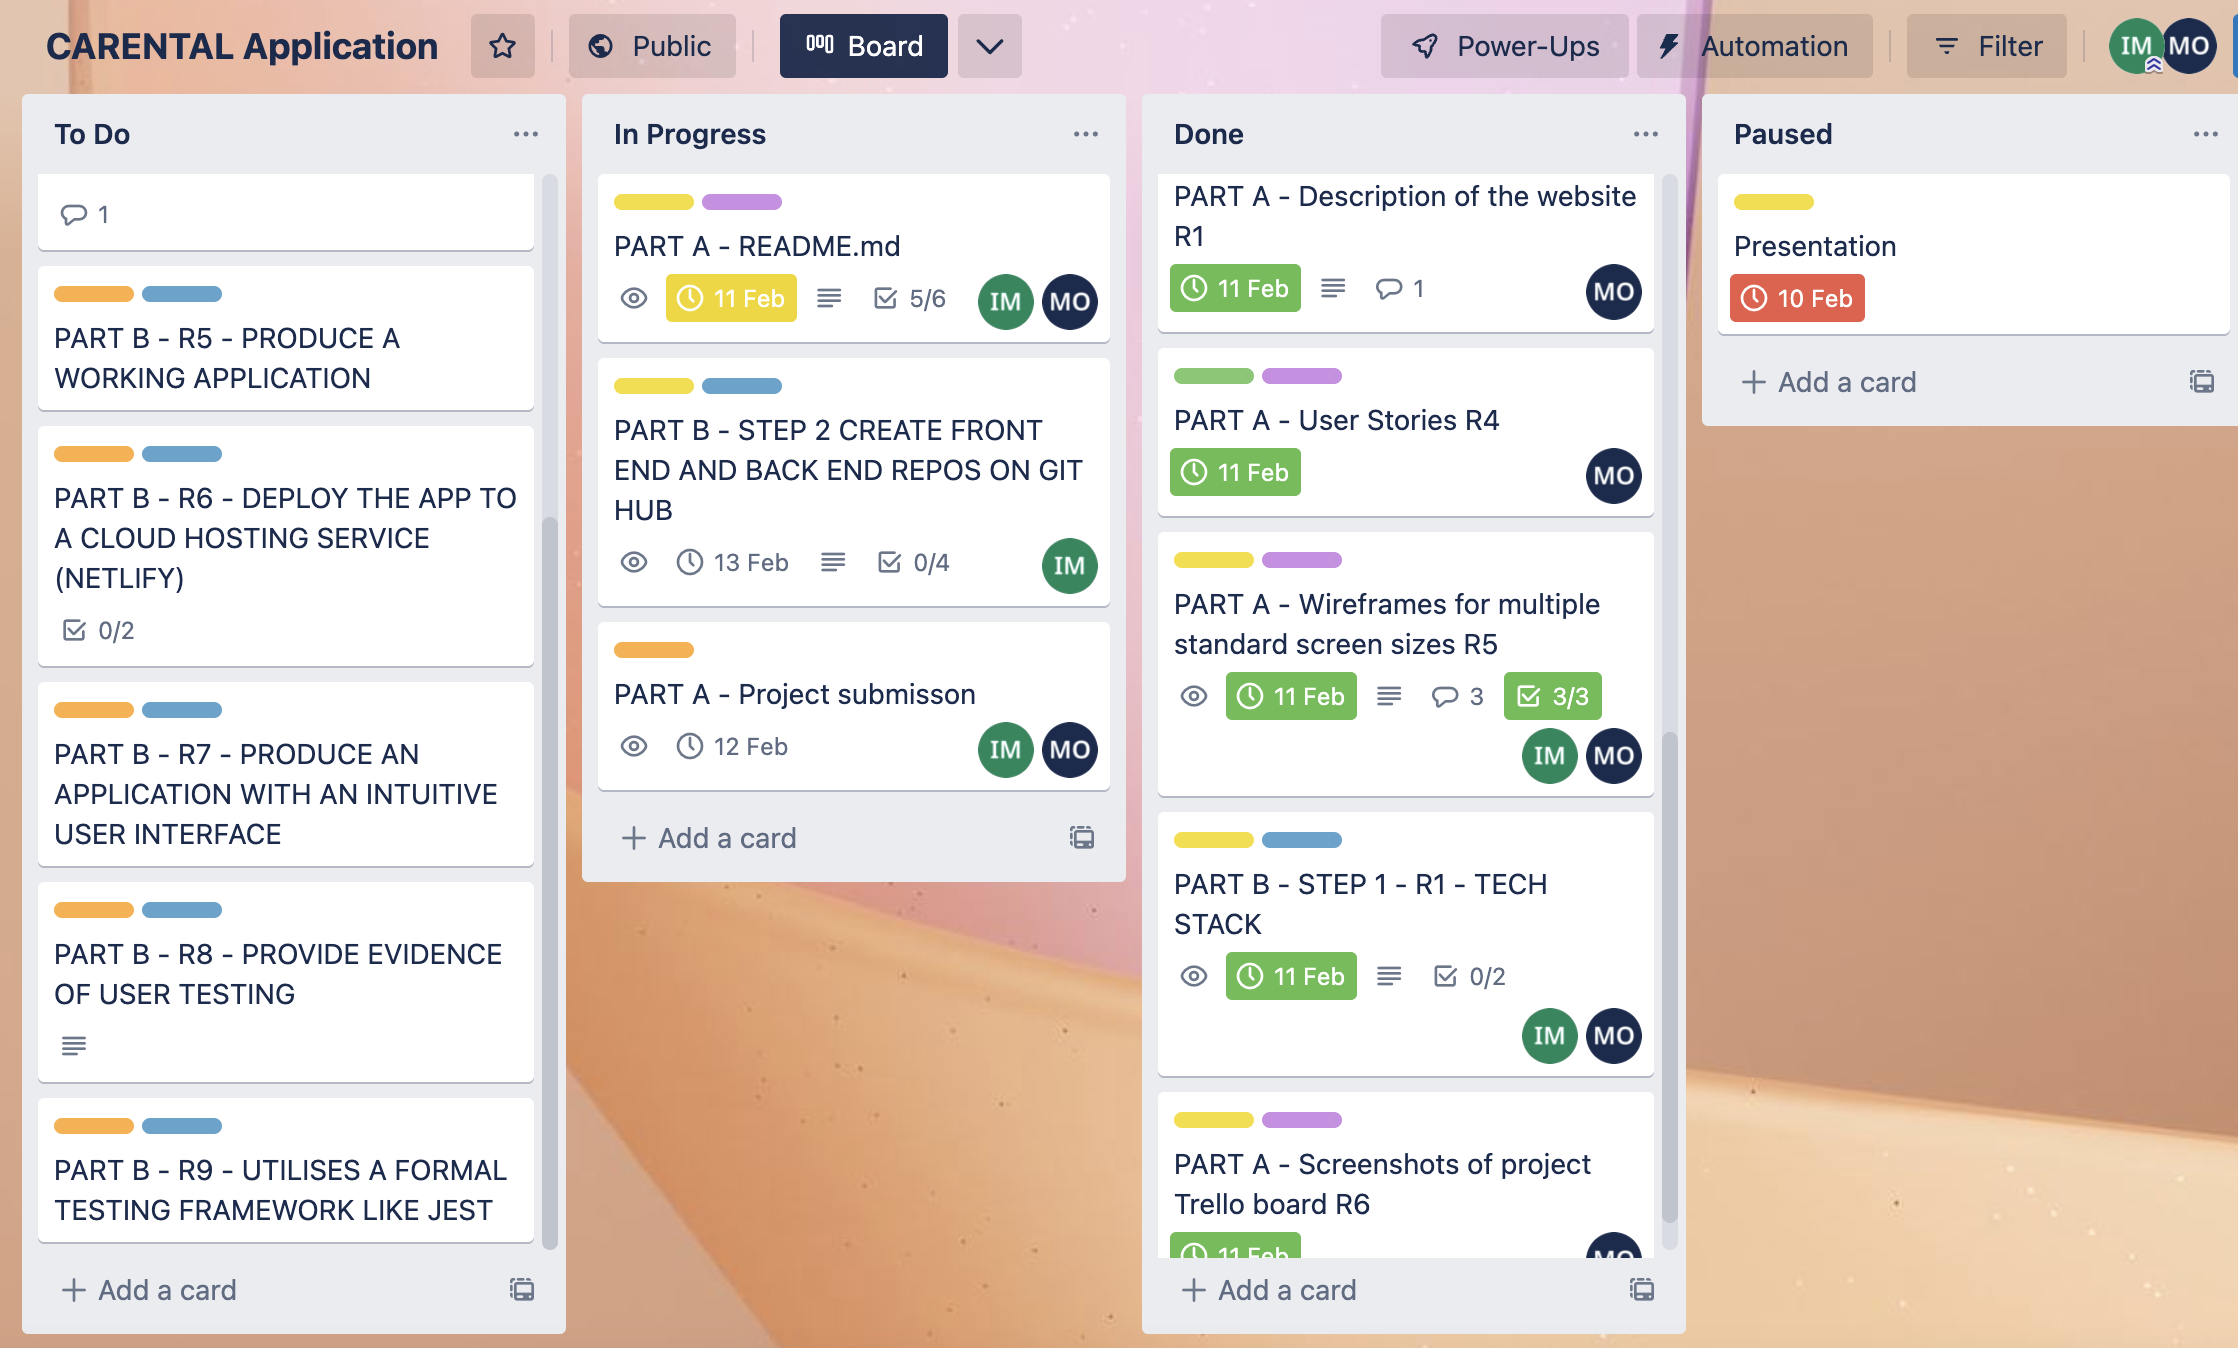 CARENTAL Application
Public
Board
Power-Ups
Automation
Filter
IM
MO
To Do
1
PART B - R5 - PRODUCE A
WORKING APPLICATION
PART B - R6 - DEPLOY THE APP TO
A CLOUD HOSTING SERVICE
(NETLIFY)
0/2
PART B - R7 - PRODUCE AN
APPLICATION WITH AN INTUITIVE
USER INTERFACE
PART B - R8 - PROVIDE EVIDENCE
OF USER TESTING
PART B - R9 - UTILISES A FORMAL
TESTING FRAMEWORK LIKE JEST
Add a card
In Progress
PART A - README.md
11 Feb
5/6
IM
MO
PART B - STEP 2 CREATE FRONT
END AND BACK END REPOS ON GIT
HUB
13 Feb
0/4
IM
PART A - Project submisson
12 Feb
IM
MO
Add a card
Done
PART A - Description of the website
R1
11 Feb
1
MO
PART A - User Stories R4
11 Feb
MO
PART A - Wireframes for multiple
standard screen sizes R5
11 Feb
3
3/3
IM
MO
PART B - STEP 1 - R1 - TECH
STACK
11 Feb
0/2
IM
MO
PART A - Screenshots of project
Trello board R6
11 Feb
MO
Add a card
Paused
Presentation
10 Feb
Add a card